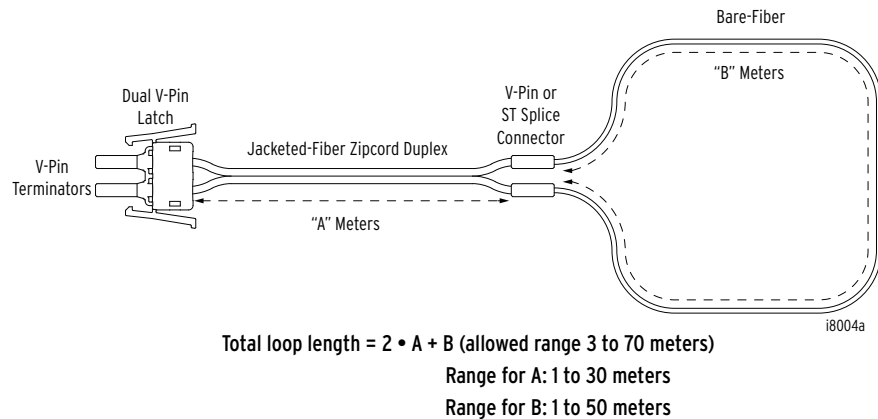 Bare-Fiber
"B" Meters
Dual V-Pin
Latch
V-Pin or
ST Splice
Connector
Jacketed-Fiber Zipcord Duplex
V-Pin
Terminators
"A" Meters
i8004a
Total loop length = 2 • A + B (allowed range 3 to 70 meters)
Range for A: 1 to 30 meters
Range for B: 1 to 50 meters